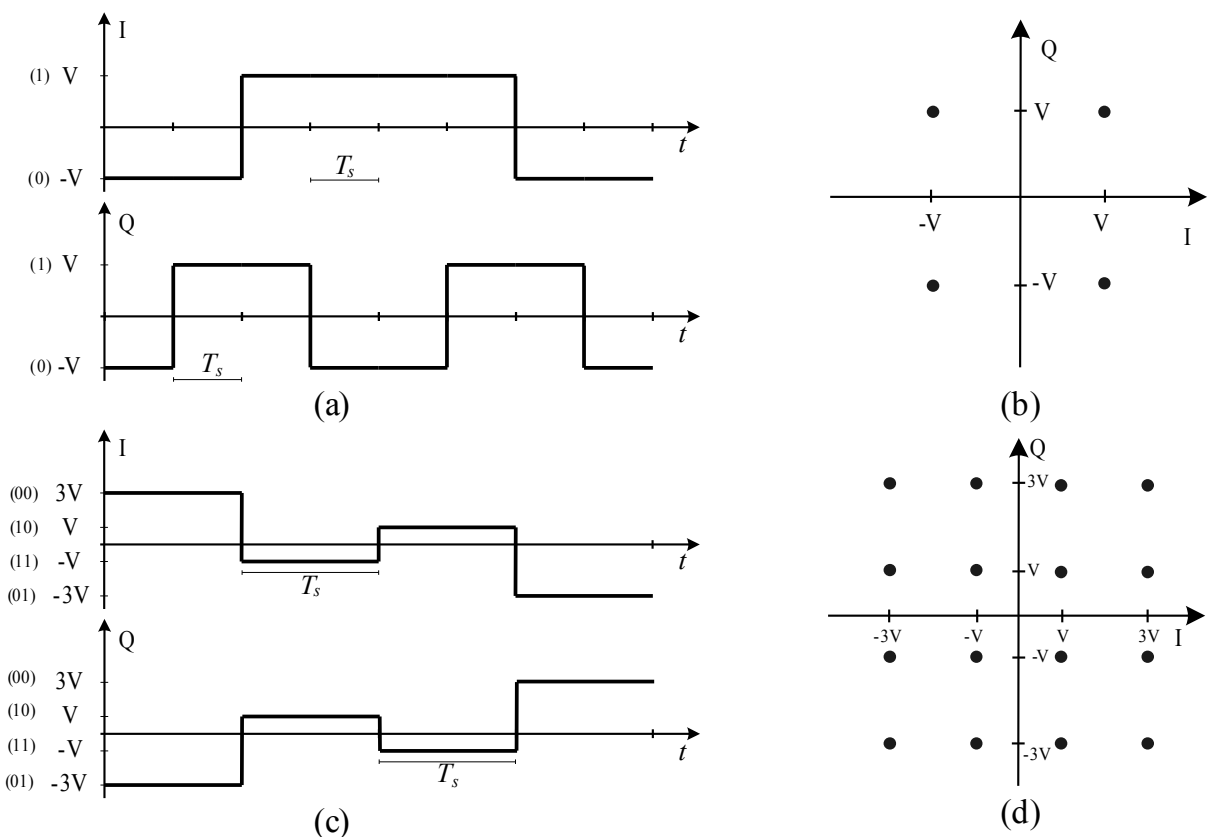 I
(1) V
t
T_s
(0) -V
Q
(1) V
t
T_s
(0) -V
(a)
Q
V
-V V
I
-V
(b)
I
(00) 3V
(10) V
t
(11) -V
T_s
(01) -3V
Q
(00) 3V
(10) V
t
(11) -V
T_s
(01) -3V
(c)
Q
3V
V
-3V -V V 3V I
-V
-3V
(d)